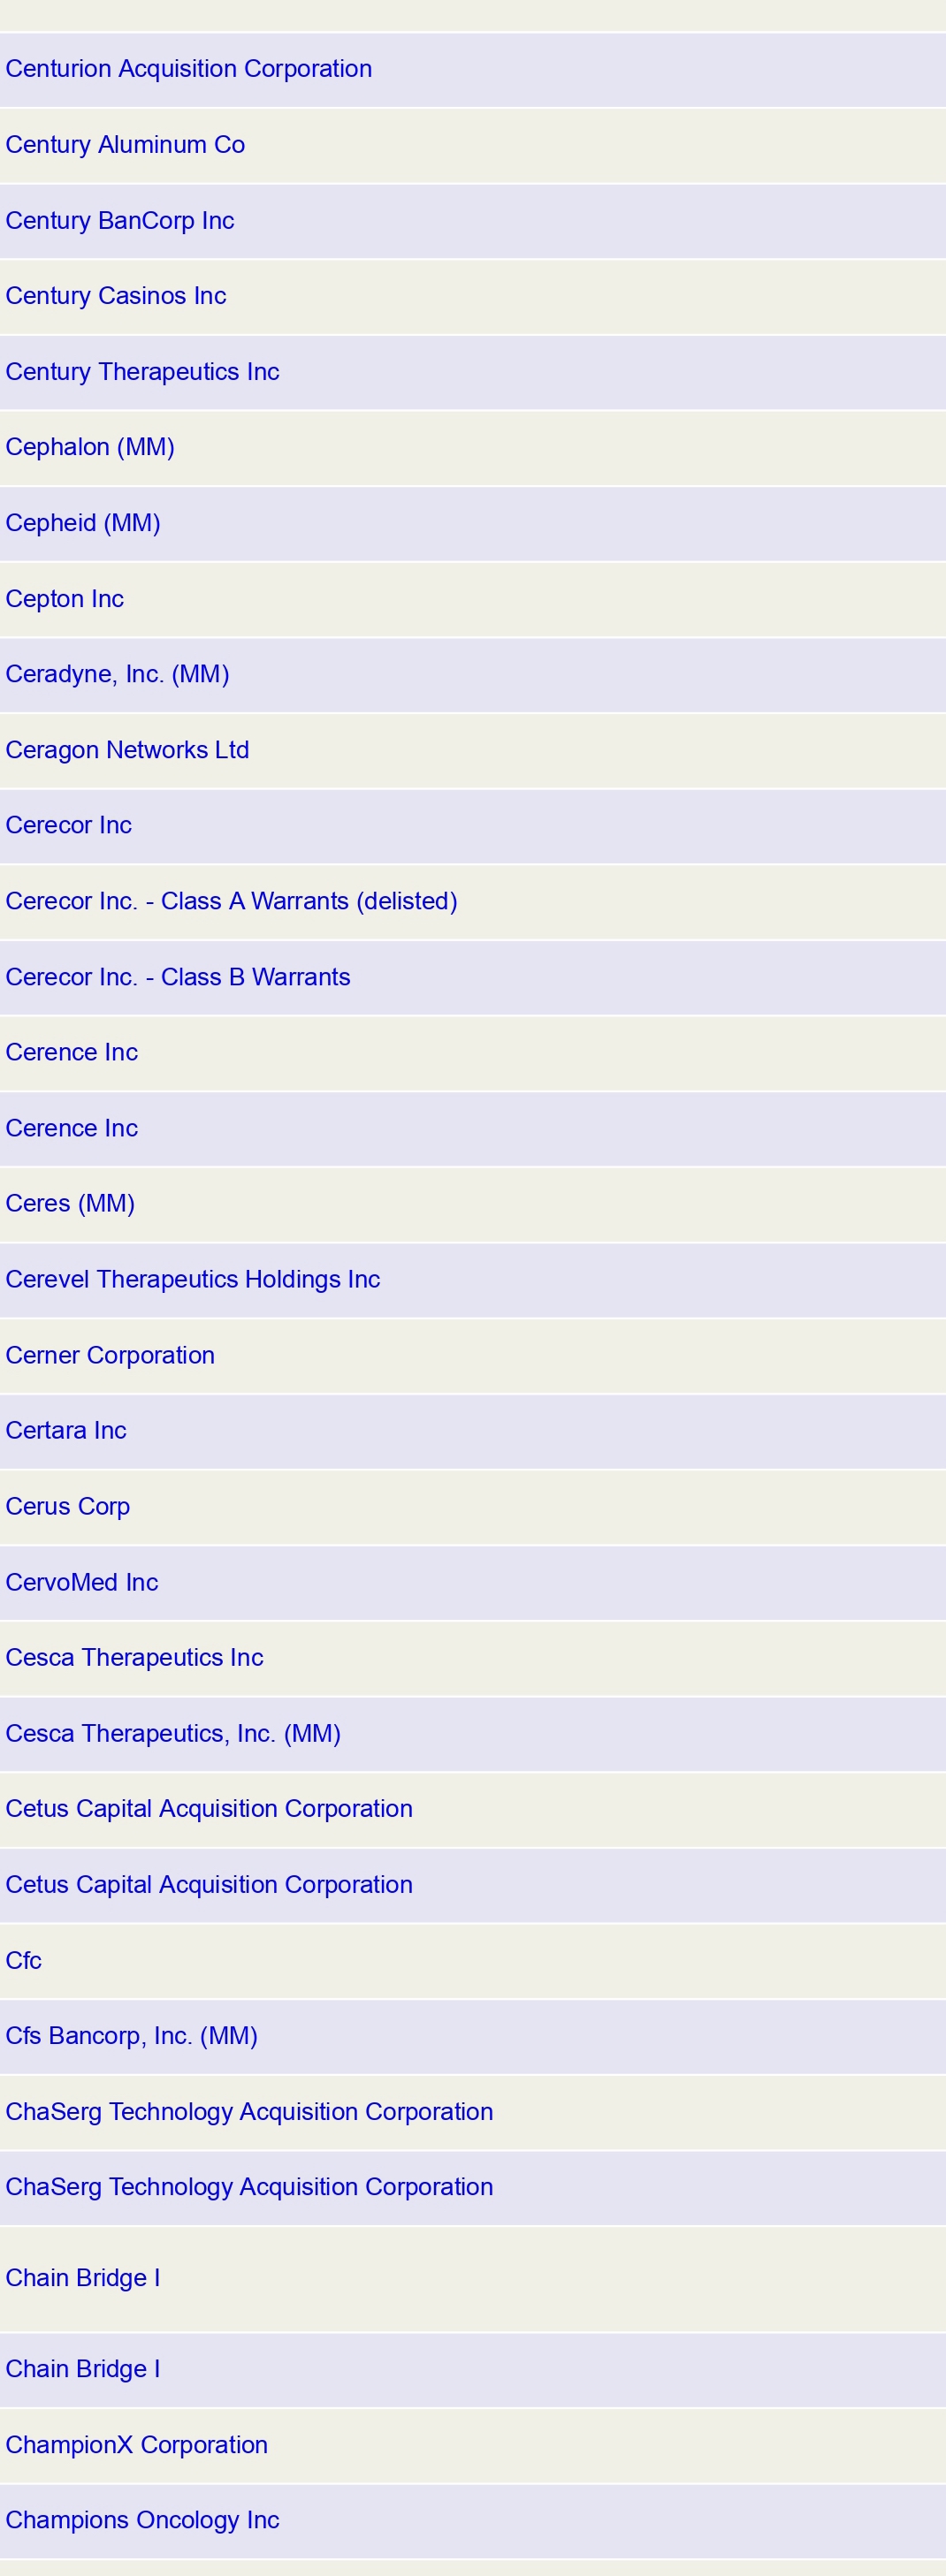 Centurion Acquisition Corporation
Century Aluminum Co
Century BanCorp Inc
Century Casinos Inc
Century Therapeutics Inc
Cephalon (MM)
Cepheid (MM)
Cepton Inc
Ceradyne, Inc. (MM)
Ceragon Networks Ltd
Cerecor Inc
Cerecor Inc. - Class A Warrants (delisted)
Cerecor Inc. - Class B Warrants
Cerence Inc
Cerence Inc
Ceres (MM)
Cerevel Therapeutics Holdings Inc
Cerner Corporation
Certara Inc
Cerus Corp
CervoMed Inc
Cesca Therapeutics Inc
Cesca Therapeutics, Inc. (MM)
Cetus Capital Acquisition Corporation
Cetus Capital Acquisition Corporation
Cfc
Cfs Bancorp, Inc. (MM)
ChaSerg Technology Acquisition Corporation
ChaSerg Technology Acquisition Corporation
Chain Bridge I
Chain Bridge I
ChampionX Corporation
Champions Oncology Inc